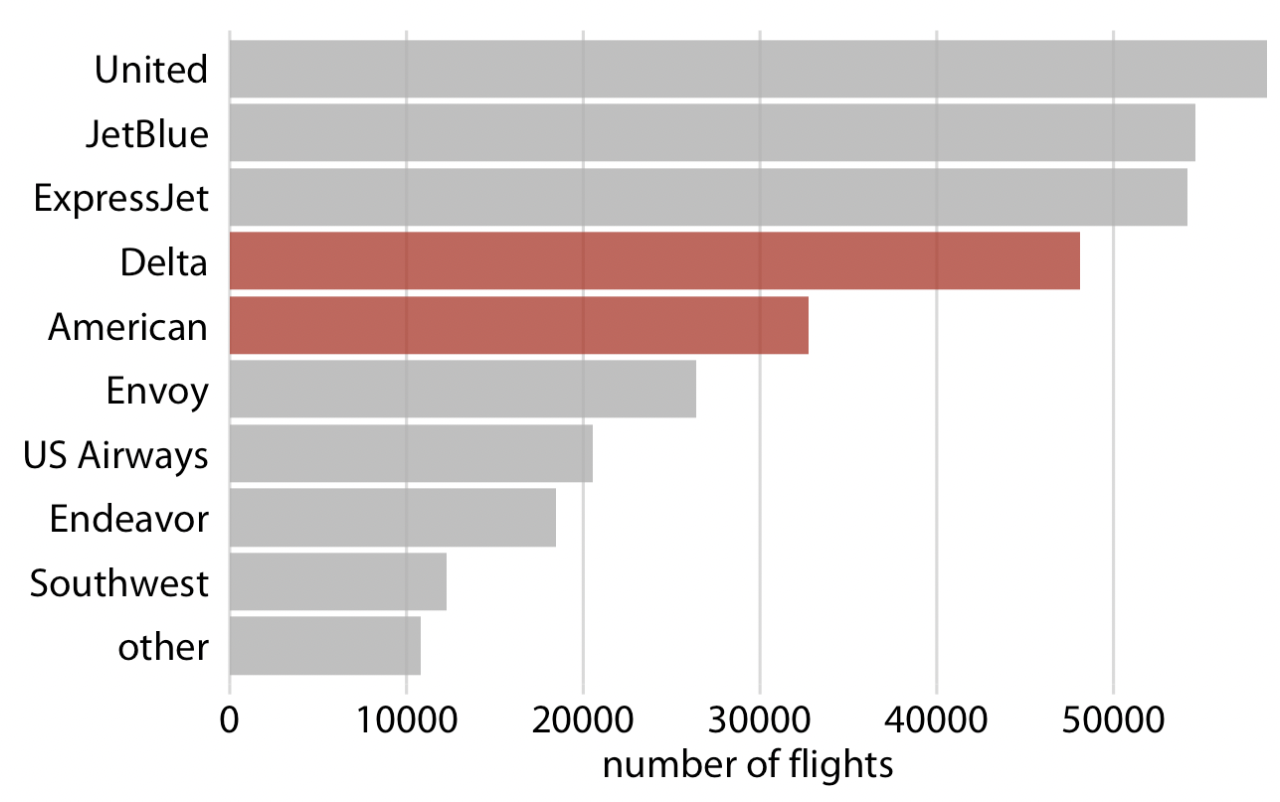 United
JetBlue
ExpressJet
Delta
American
Envoy
US Airways
Endeavor
Southwest
other
0 10000 20000 30000 40000 50000
number of flights